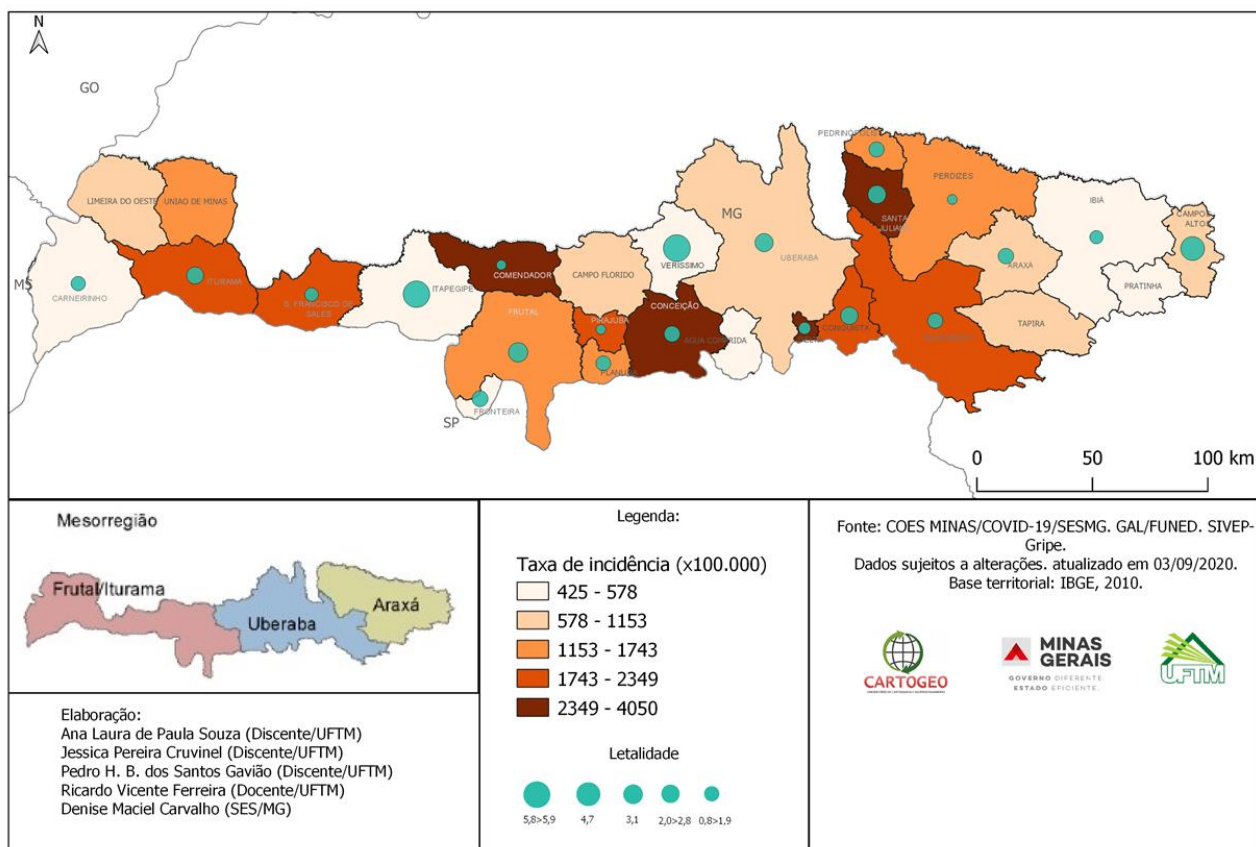 N
GO
MS
MG
SP
LIMEIRA DO OESTE
UNIAO DE MINAS
CARNEIRINHO
ITURAMA
S. FRANCISCO DE
SALES
ITAPEGIPE
COMENDADOR
CAMPO FLORIDO
FRUTAL
PIRAJUBA
FRONTEIRA
CONCEIÇÃO
AGUA COMPRIDA
VERÍSSIMO
UBERABA
CONQUISTA
PEDRINÓPOLIS
SANTA
PERDIZES
ARAXÁ
TAPIRA
IBIÁ
PRATINHA
CAMPOS
ALTOS
0 50 100 km
Mesorregião
Frutal/Iturama
Uberaba
Araxá
Elaboração:
Ana Laura de Paula Souza (Discente/UFTM)
Jessica Pereira Cruvinel (Discente/UFTM)
Pedro H. B. dos Santos Gavião (Discente/UFTM)
Ricardo Vicente Ferreira (Docente/UFTM)
Denise Maciel Carvalho (SES/MG)
Legenda:
Taxa de incidência (x100.000)
425 - 578
578 - 1153
1153 - 1743
1743 - 2349
2349 - 4050
Letalidade
5,8>5,9 4,7 3,1 2,0>2,8 0,8>1,9
Fonte: COES MINAS/COVID-19/SESMG. GAL/FUNED. SIVEP-
Gripe.
Dados sujeitos a alterações. atualizado em 03/09/2020.
Base territorial: IBGE, 2010.
CARTOGEO
MINAS
GERAIS
GOVERNO DIFERENTE.
ESTADO EFICIENTE.
UFTM